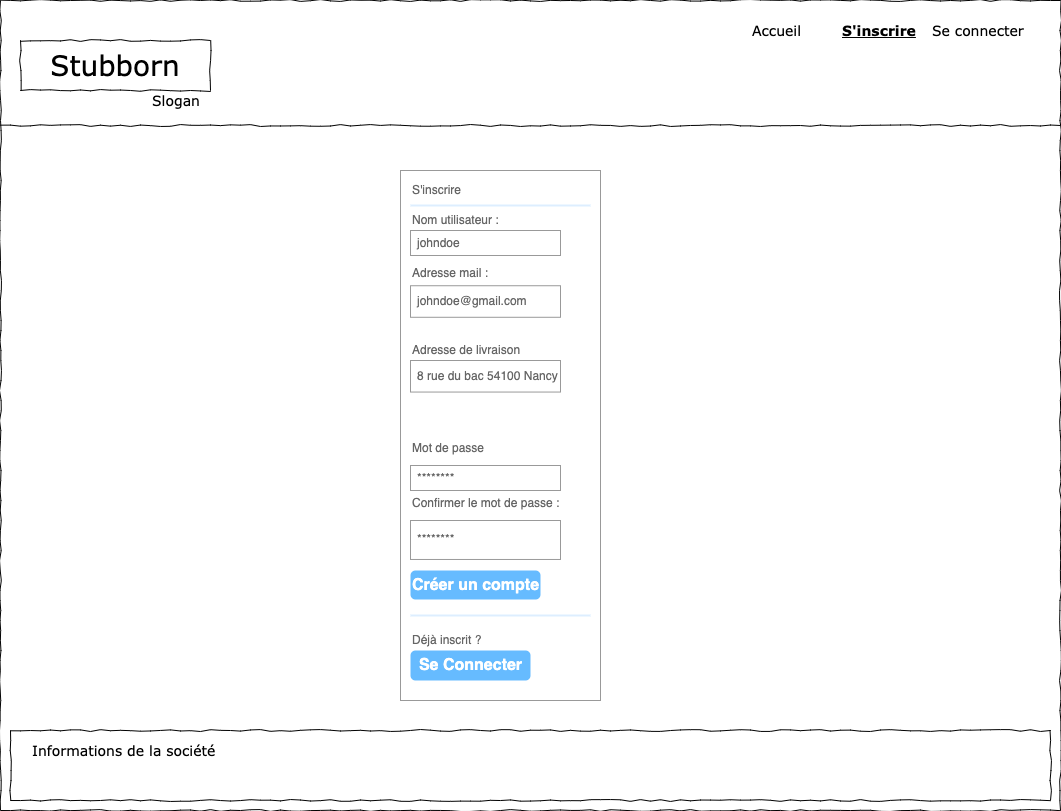 Accueil S'inscrire Se connecter
Stubborn
Slogan
S'inscrire
Nom utilisateur :
johndoe
Adresse mail :
johndoe@gmail.com
Adresse de livraison
8 rue du bac 54100 Nancy
Mot de passe
********
Confirmer le mot de passe :
********
Créer un compte
Déjà inscrit ?
Se Connecter
Informations de la société